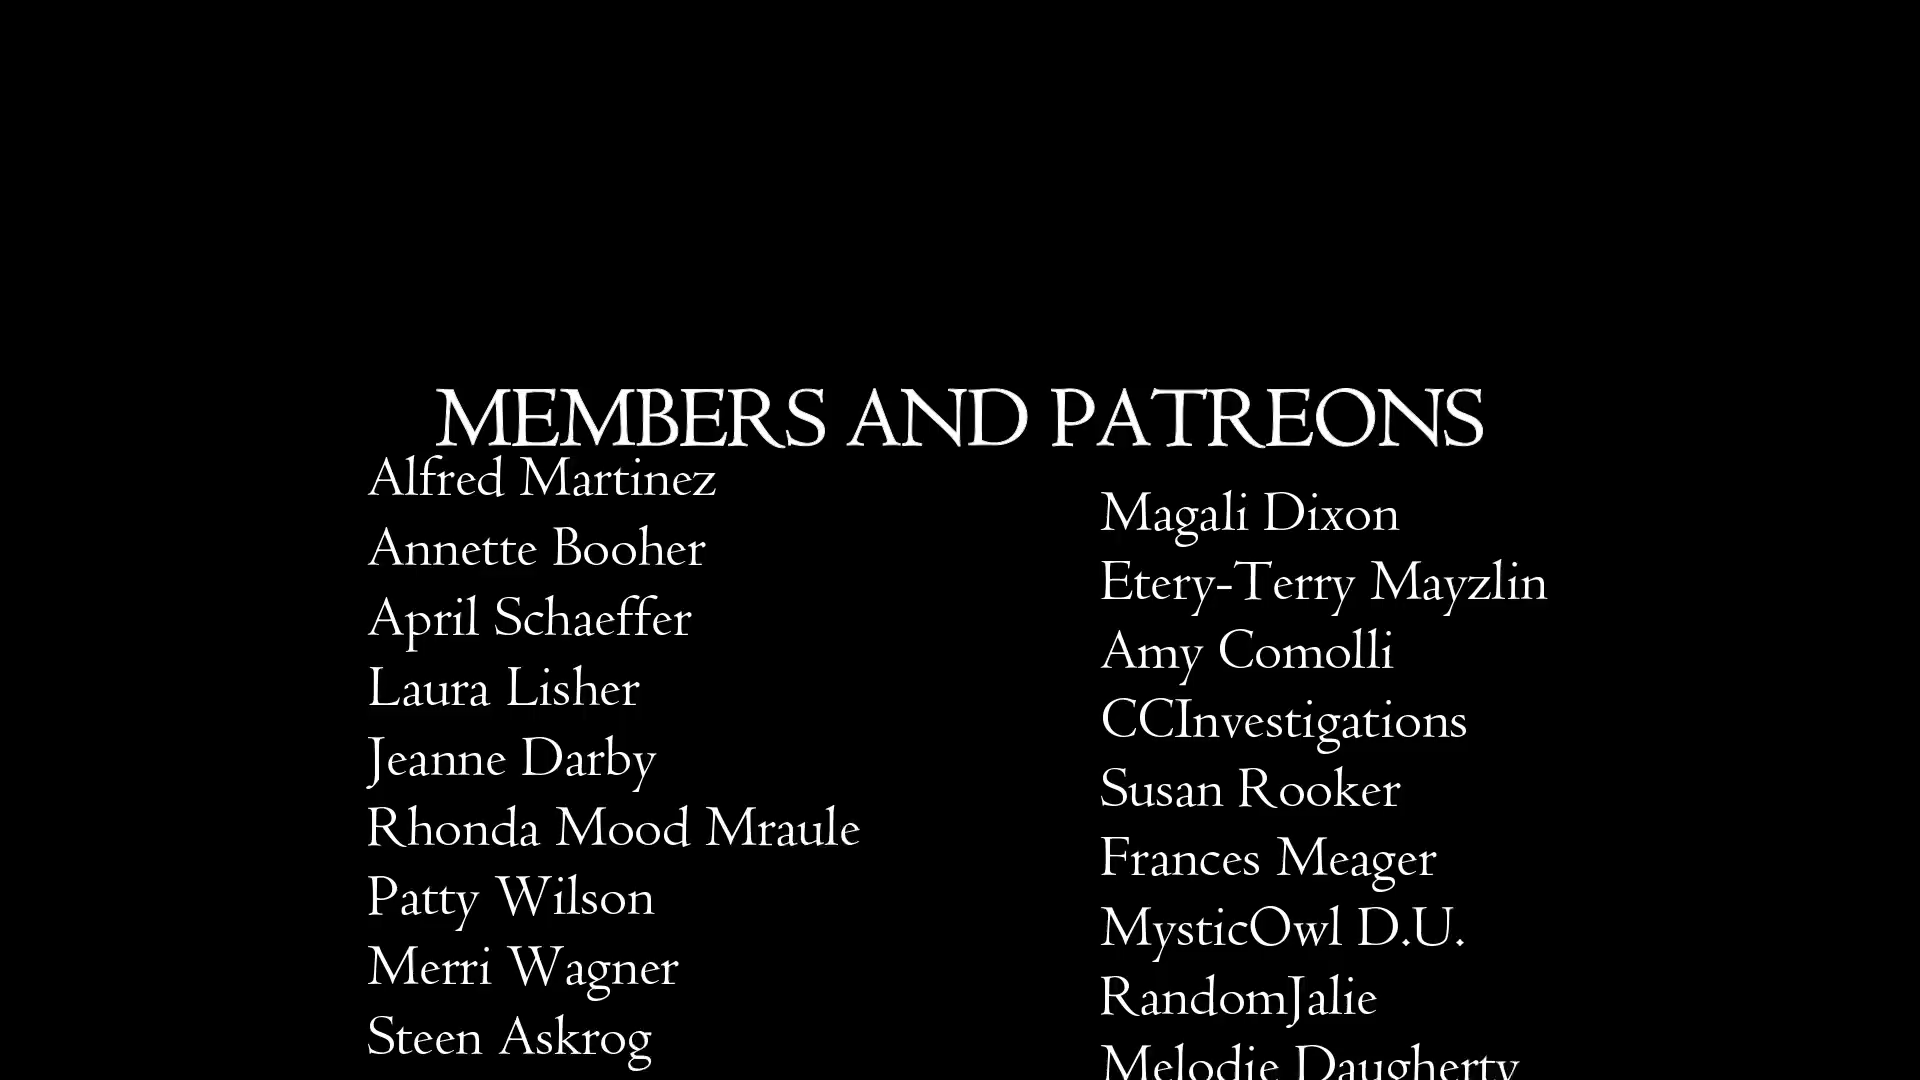 MEMBERS AND PATREONS
Alfred Martinez
Annette Booher
April Schaeffer
Laura Lisher
Jeanne Darby
Rhonda Mood Mraule
Patty Wilson
Merri Wagner
Steen Askrog
Magali Dixon
Etery-Terry Mayzlin
Amy Comolli
CCInvestigations
Susan Rooker
Frances Meager
MysticOwl D.U.
RandomJalie
Melodie Daugherty